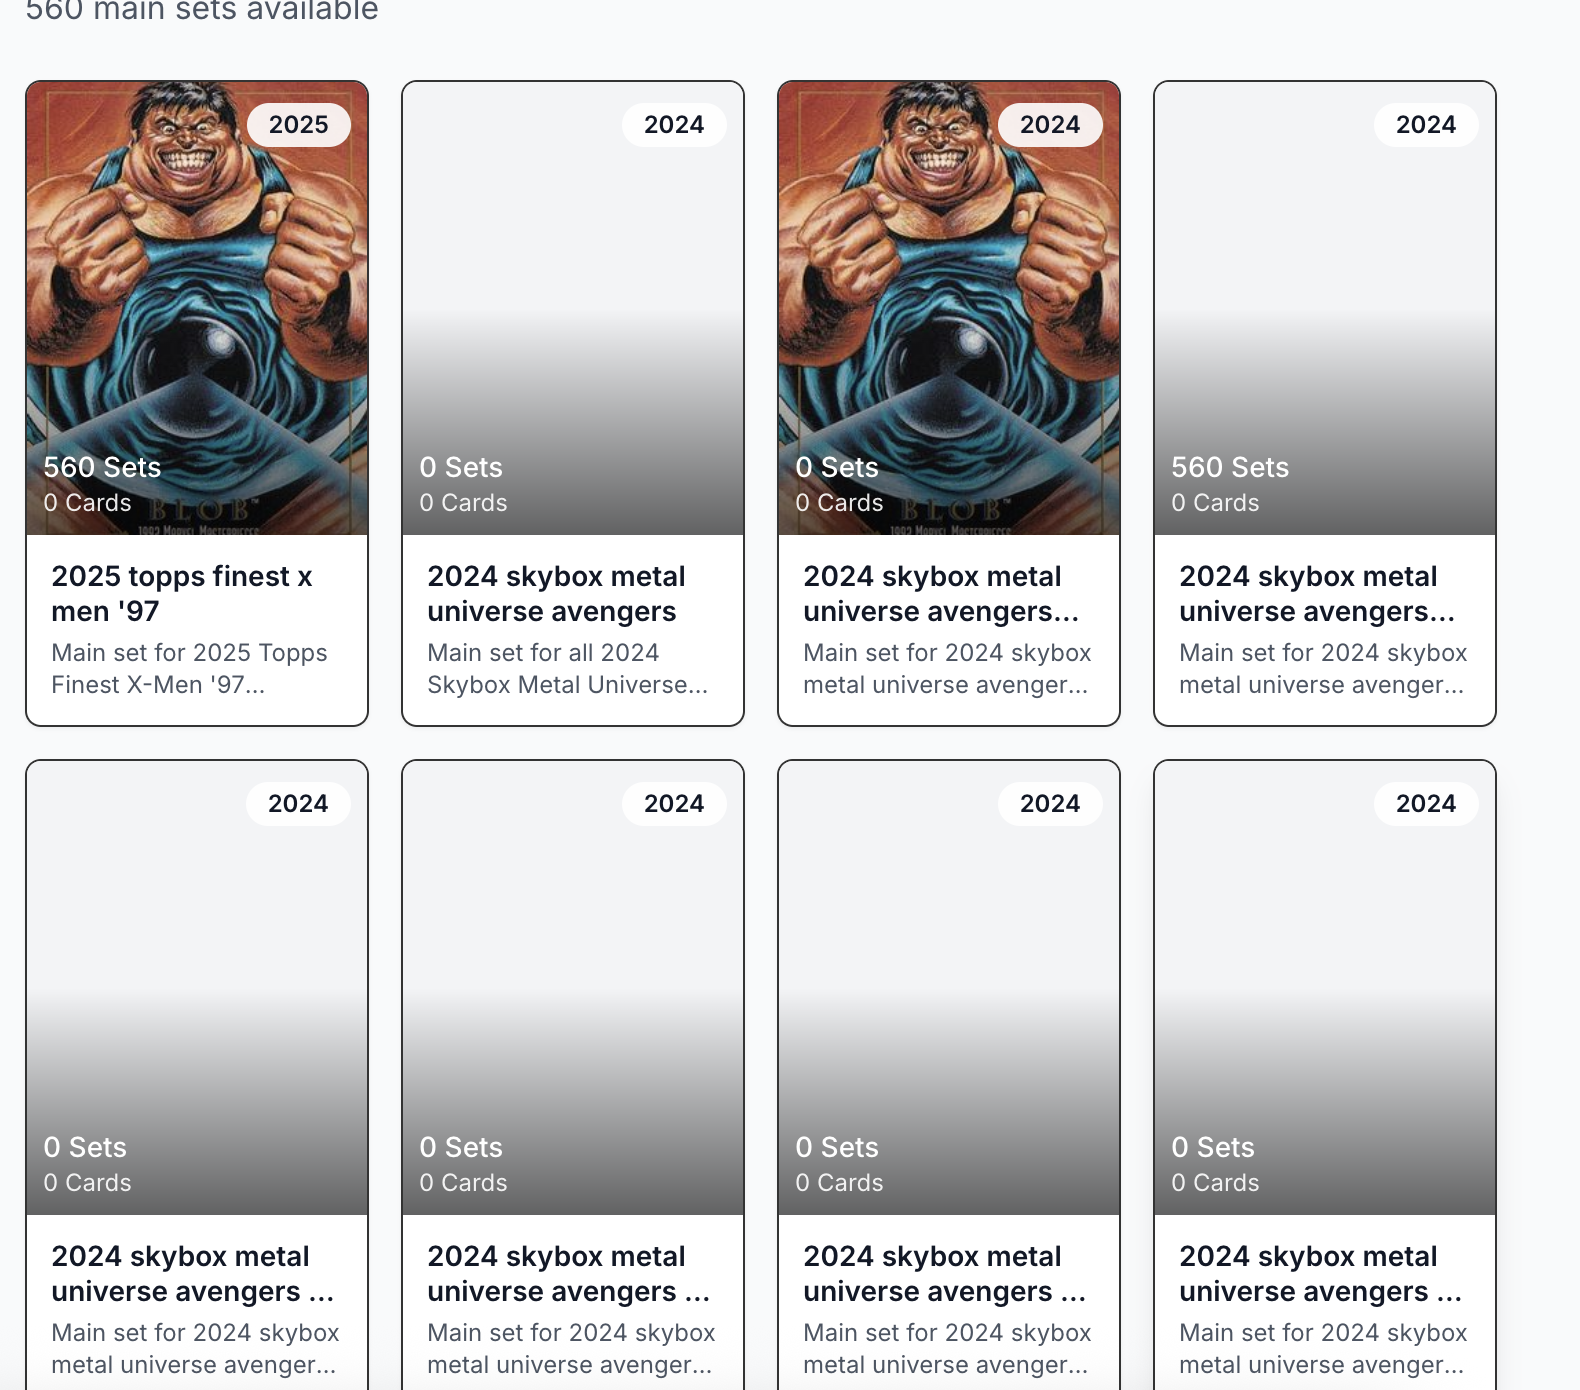 560 main sets available
2025
2024
2024
2024
560 Sets
0 Cards
BLOB™
1992 Marvel Masterpieces
0 Sets
0 Cards
0 Sets
0 Cards
BLOB™
1992 Marvel Masterpieces
560 Sets
0 Cards
2025 topps finest x
men '97
Main set for 2025 Topps
Finest X-Men '97...
2024 skybox metal
universe avengers
Main set for all 2024
Skybox Metal Universe...
2024 skybox metal
universe avengers...
Main set for 2024 skybox
metal universe avenger...
2024 skybox metal
universe avengers...
Main set for 2024 skybox
metal universe avenger...
2024
2024
2024
2024
0 Sets
0 Cards
0 Sets
0 Cards
0 Sets
0 Cards
0 Sets
0 Cards
2024 skybox metal
universe avengers ...
Main set for 2024 skybox
metal universe avenger...
2024 skybox metal
universe avengers ...
Main set for 2024 skybox
metal universe avenger...
2024 skybox metal
universe avengers ...
Main set for 2024 skybox
metal universe avenger...
2024 skybox metal
universe avengers ...
Main set for 2024 skybox
metal universe avenger...